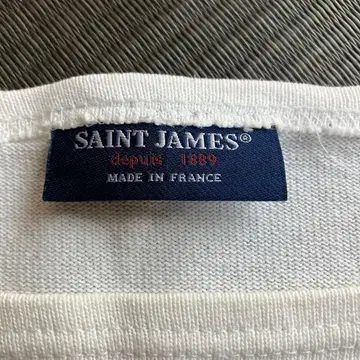 SAINT JAMES®
depuis 1889
MADE IN FRANCE